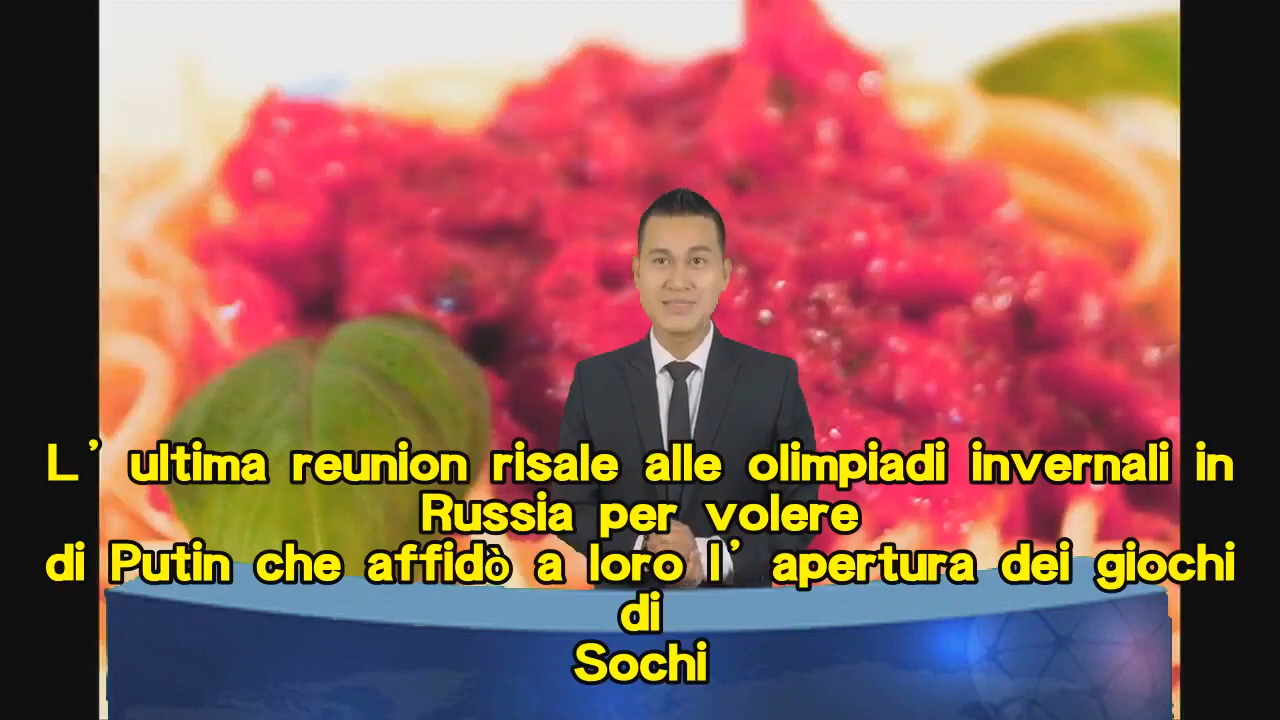 L’ultima reunion risale alle olimpiadi invernali in
Russia per volere
di Putin che affidò a loro l’apertura dei giochi
di
Sochi